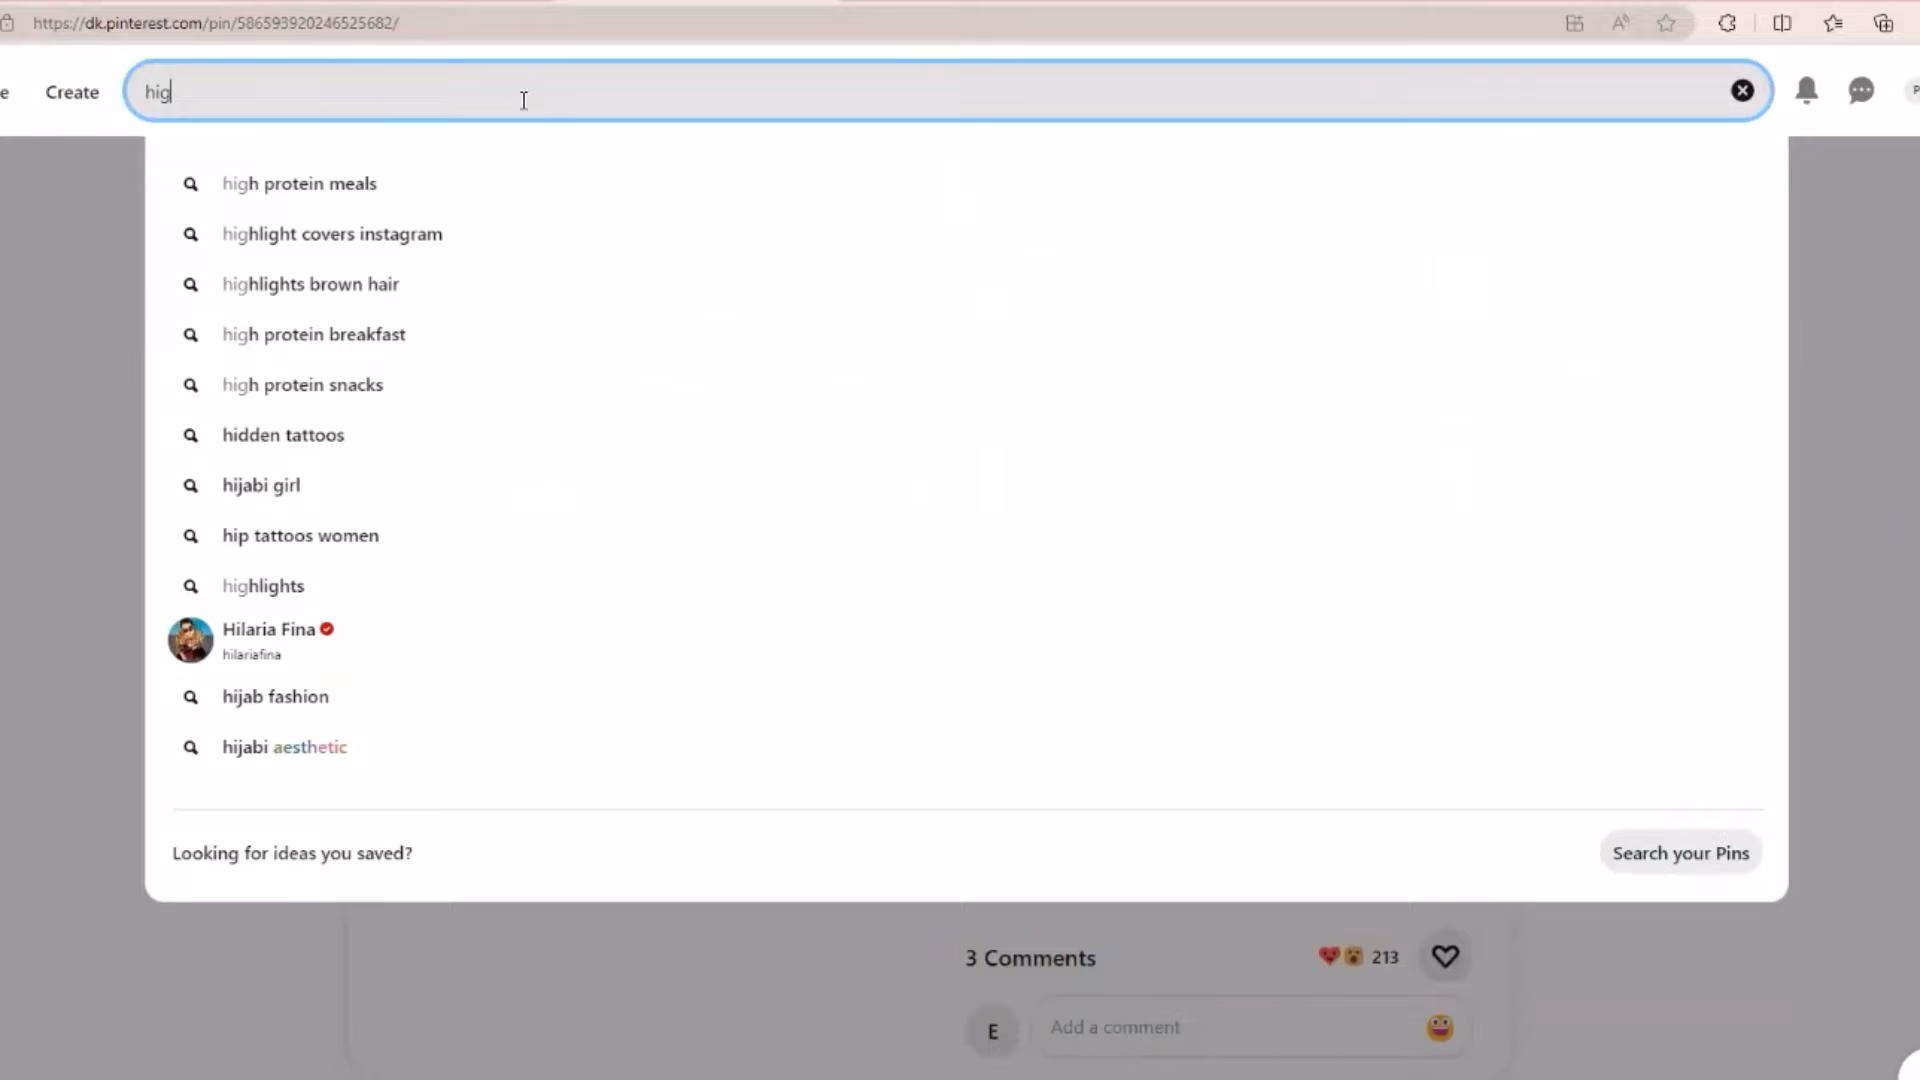 https://dk.pinterest.com/pin/586593920246525682/
e Create hig
high protein meals
highlight covers instagram
highlights brown hair
high protein breakfast
high protein snacks
hidden tattoos
hijabi girl
hip tattoos women
highlights
Hilaria Fina
hilariafina
hijab fashion
hijabi aesthetic
Looking for ideas you saved?
Search your Pins
3 Comments
213
E
Add a comment